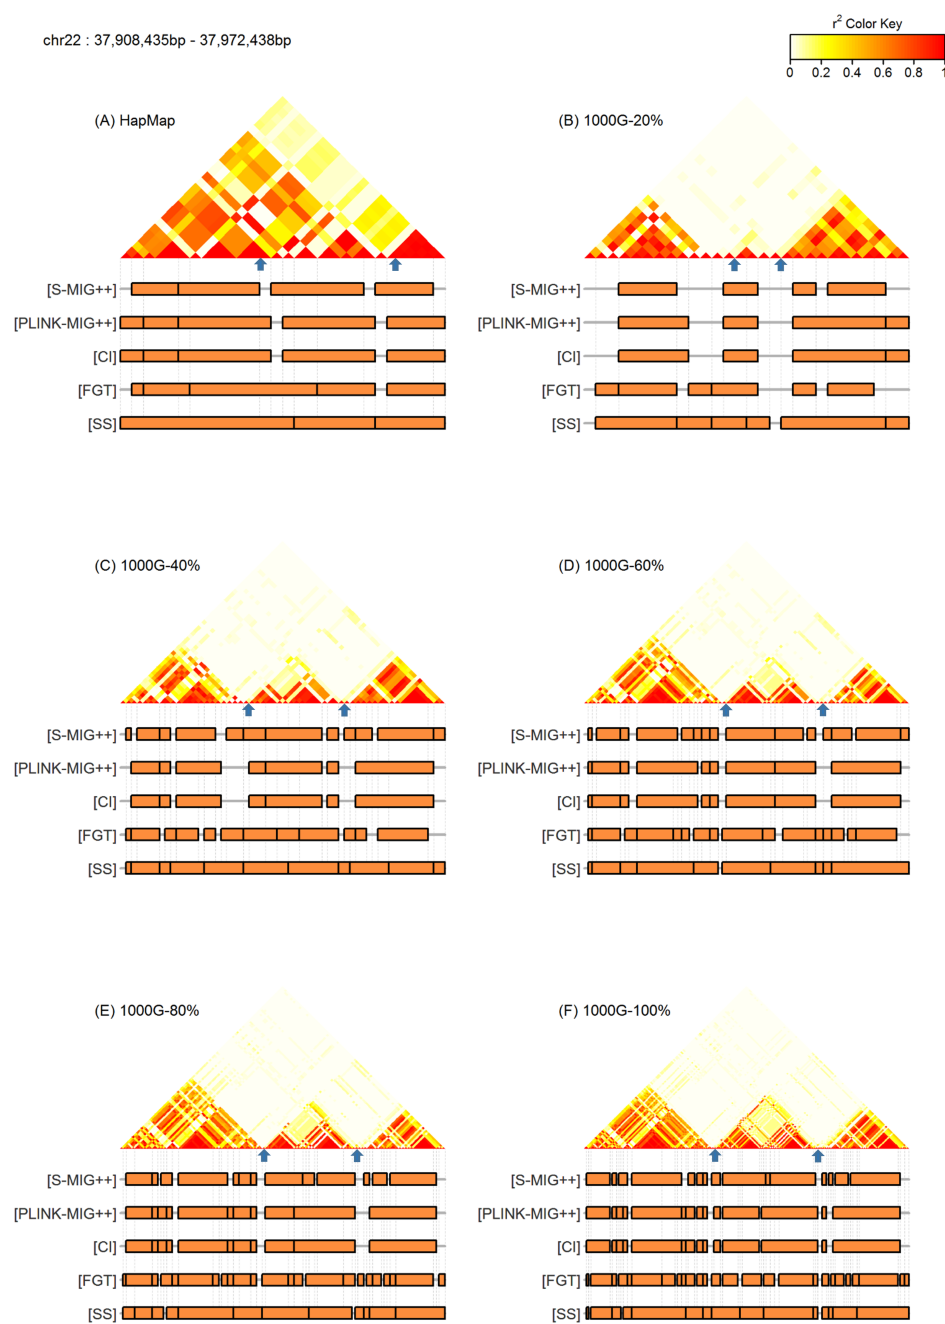 r² Color Key
chr22 : 37,908,435bp - 37,972,438bp
0 0.2 0.4 0.6 0.8 1
(A) HapMap
(B) 1000G-20%
[S-MIG++]
[S-MIG++]
[PLINK-MIG++]
[PLINK-MIG++]
[CI]
[CI]
[FGT]
[FGT]
[SS]
[SS]
(C) 1000G-40%
(D) 1000G-60%
[S-MIG++]
[S-MIG++]
[PLINK-MIG++]
[PLINK-MIG++]
[CI]
[CI]
[FGT]
[FGT]
[SS]
[SS]
(E) 1000G-80%
(F) 1000G-100%
[S-MIG++]
[S-MIG++]
[PLINK-MIG++]
[PLINK-MIG++]
[CI]
[CI]
[FGT]
[FGT]
[SS]
[SS]